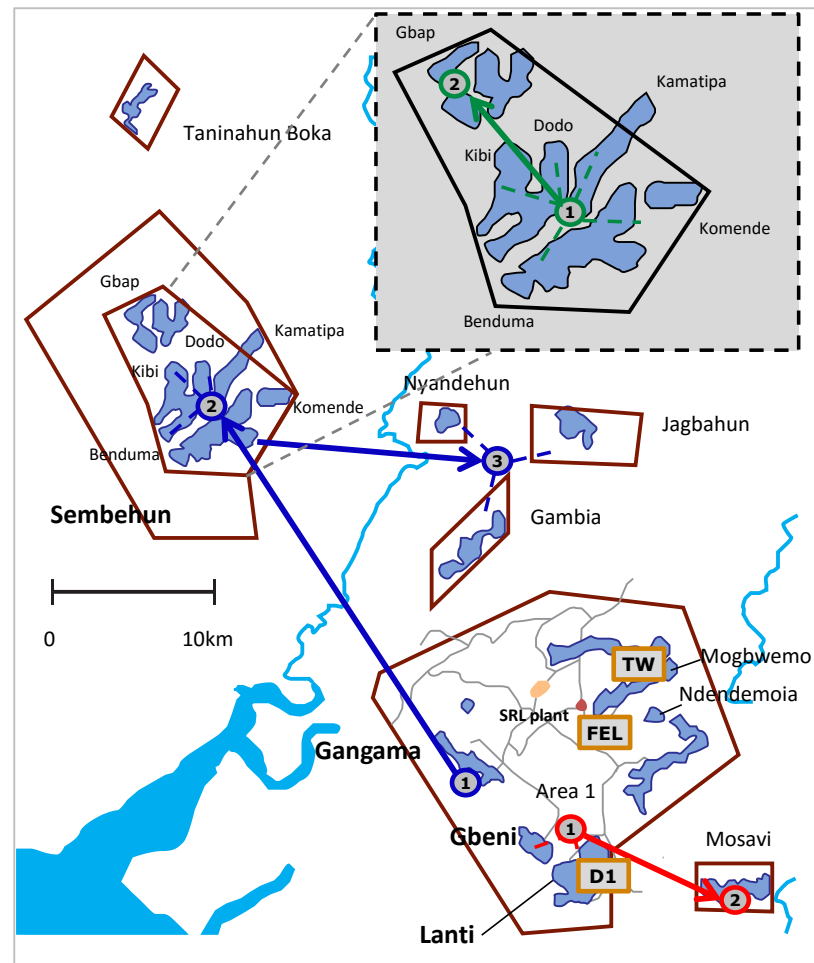 Gbap
2
Kamatipa
Dodo
Kibi
1
Komende
Benduma
Taninahun Boka
Gbap
Dodo
Kamatipa
Kibi
2
Komende
Benduma
Nyandehun
Jagbahun
3
Sembehun
Gambia
0
10km
TW
Mogbwemo
Ndendemoia
SRL plant
FEL
Gangama
1
Area 1
1
Gbeni
Mosavi
D1
2
Lanti